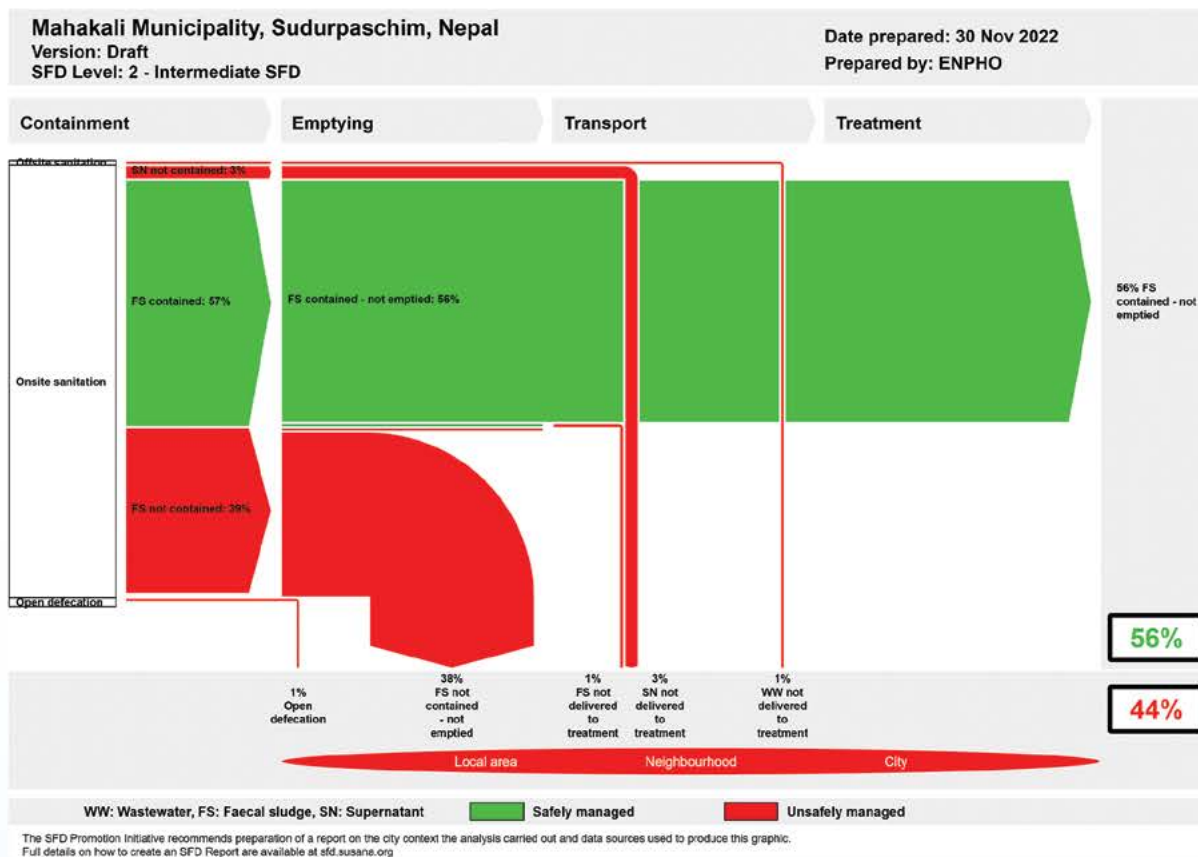 Mahakali Municipality, Sudurpaschim, Nepal
Version: Draft
SFD Level: 2 - Intermediate SFD
Date prepared: 30 Nov 2022
Prepared by: ENPHO
Containment
Emptying
Transport
Treatment
Offsite sanitation
SN not contained: 3%
FS contained: 57%
FS contained - not emptied: 56%
56% FS
contained - not
emptied
Onsite sanitation
FS not contained: 39%
Open defecation
56%
44%
1%
Open
defecation
38%
FS not
contained
- not
emptied
1%
FS not
delivered
to
treatment
3%
SN not
delivered
to
treatment
1%
WW not
delivered
to
treatment
Local area
Neighbourhood
City
WW: Wastewater, FS: Faecal sludge, SN: Supernatant
Safely managed
Unsafely managed
The SFD Promotion Initiative recommends preparation of a report on the city context the analysis carried out and data sources used to produce this graphic.
Full details on how to create an SFD Report are available at sfd.susana.org